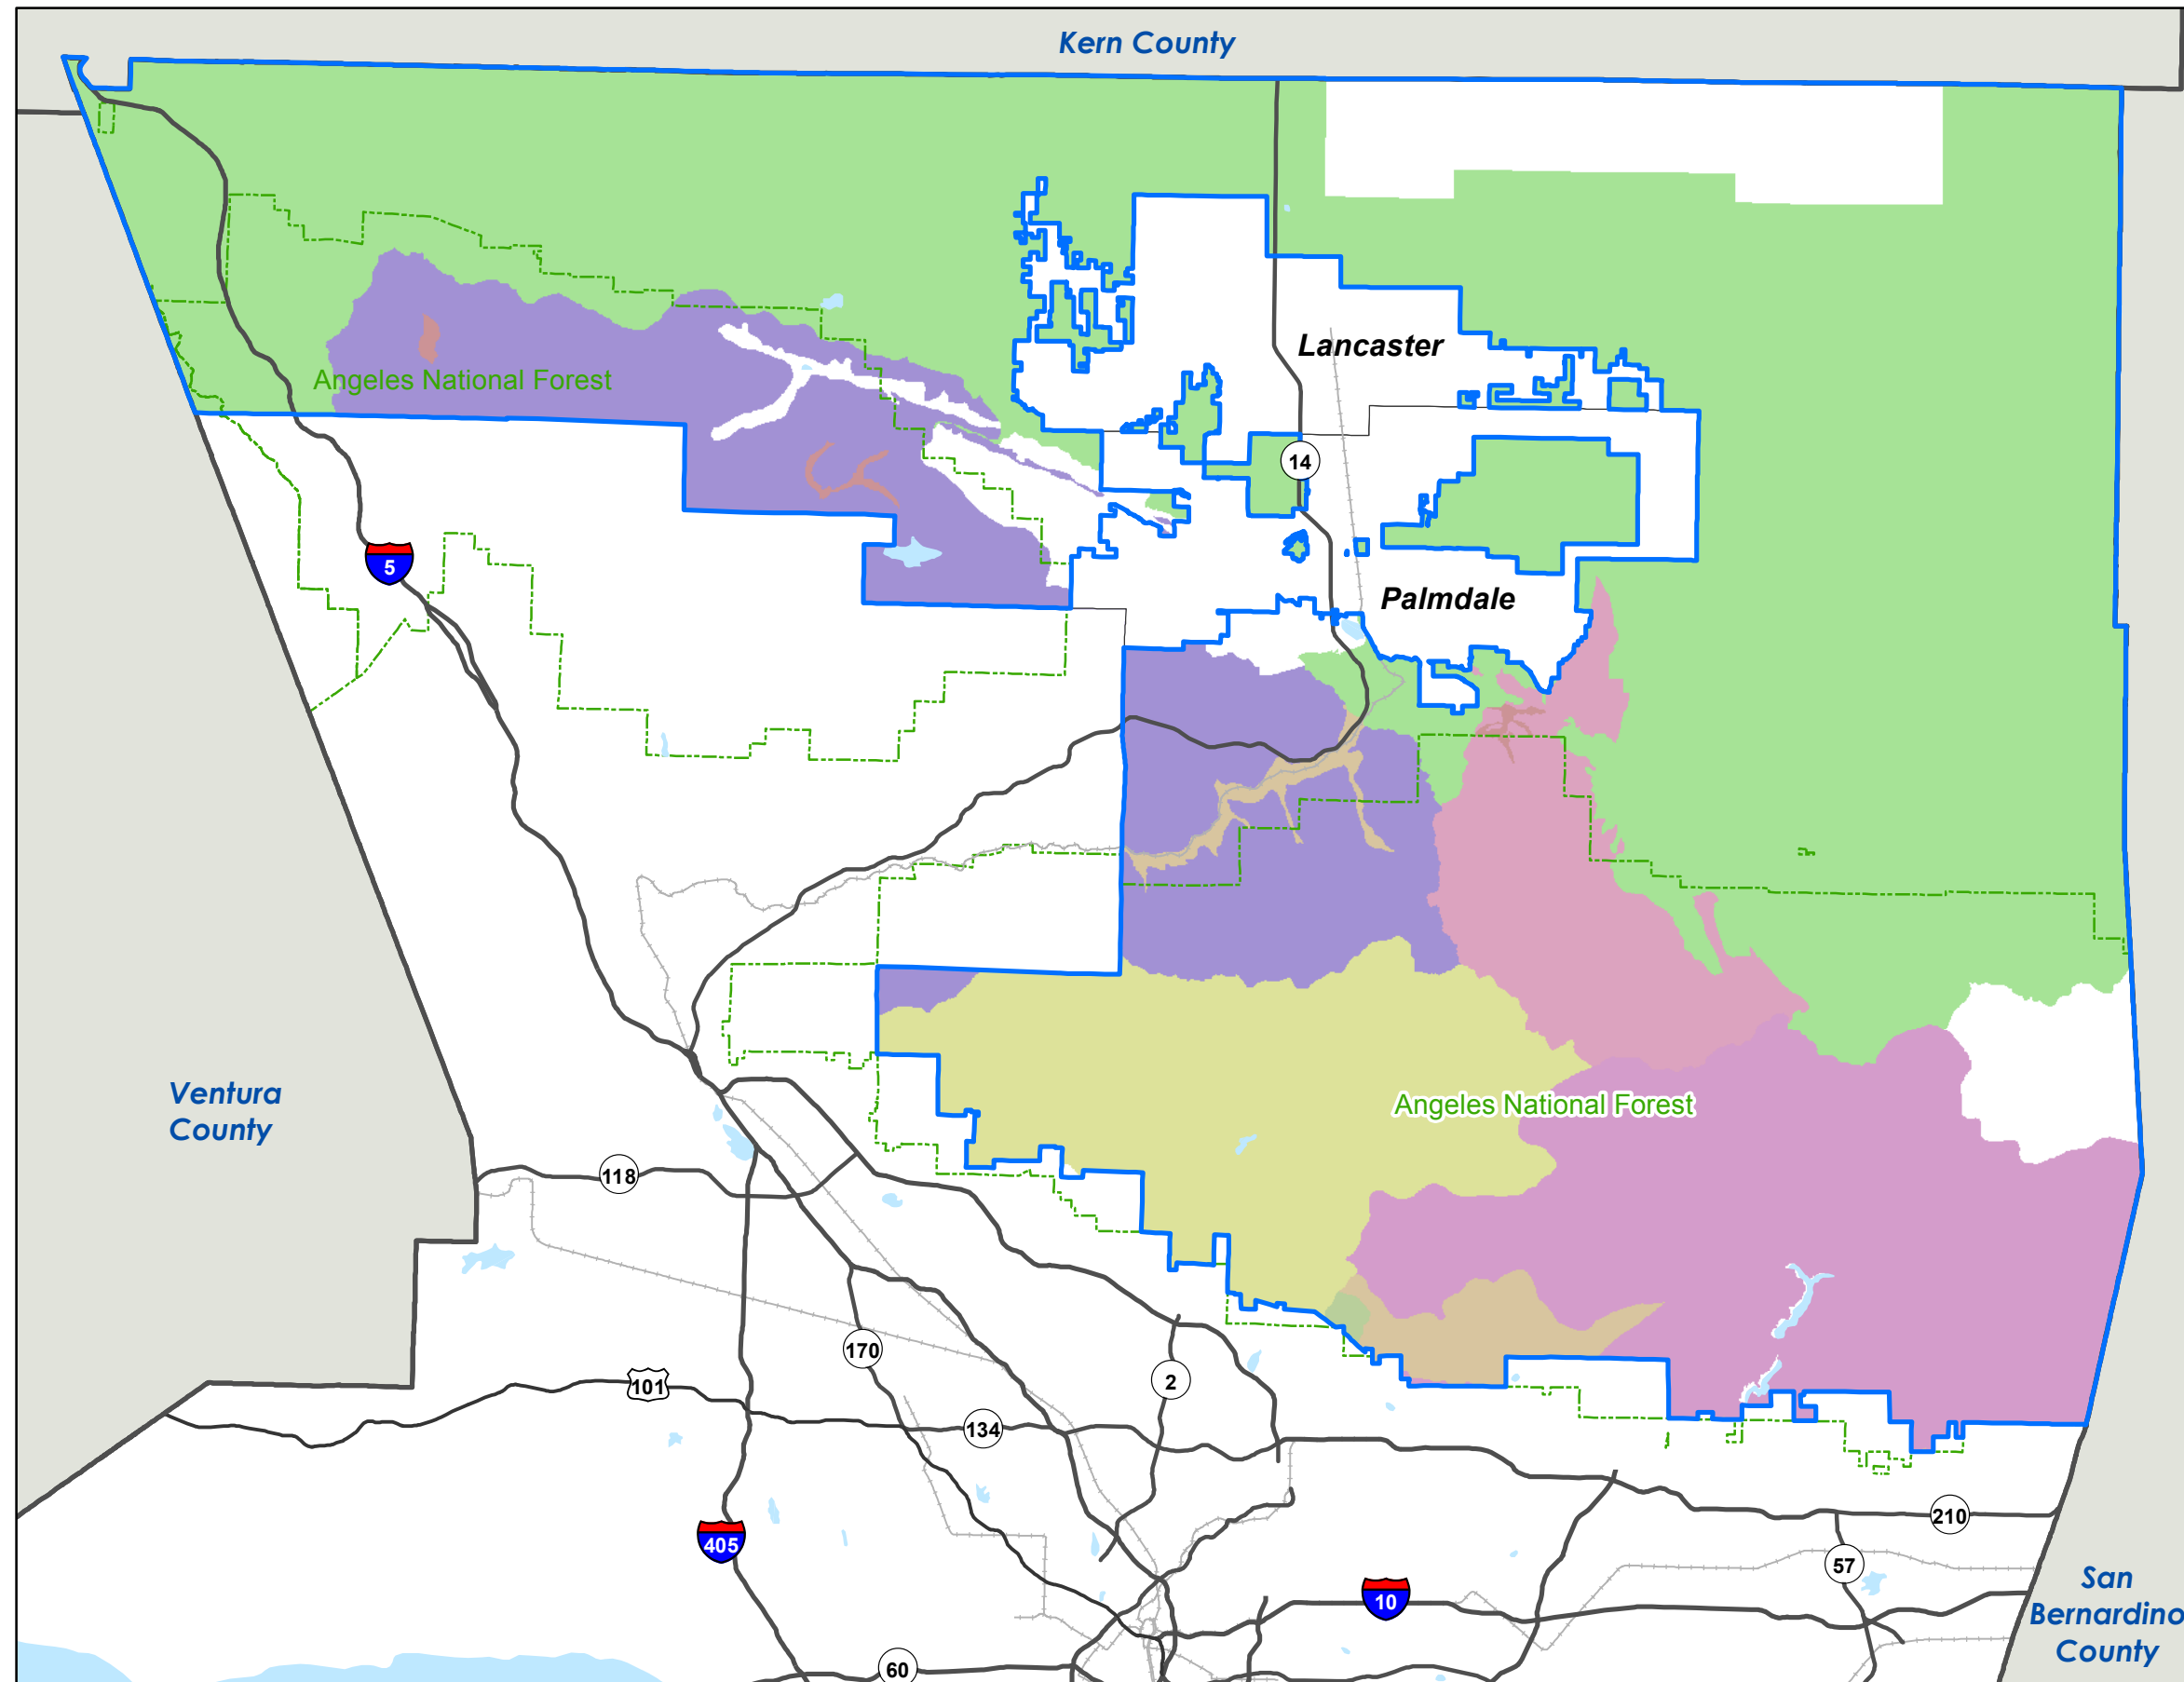 Kern County
Lancaster
Angeles National Forest
14
5
Palmdale
Ventura
County
Angeles National Forest
118
170
101
2
134
210
405
57
10
San
Bernardino
County
60